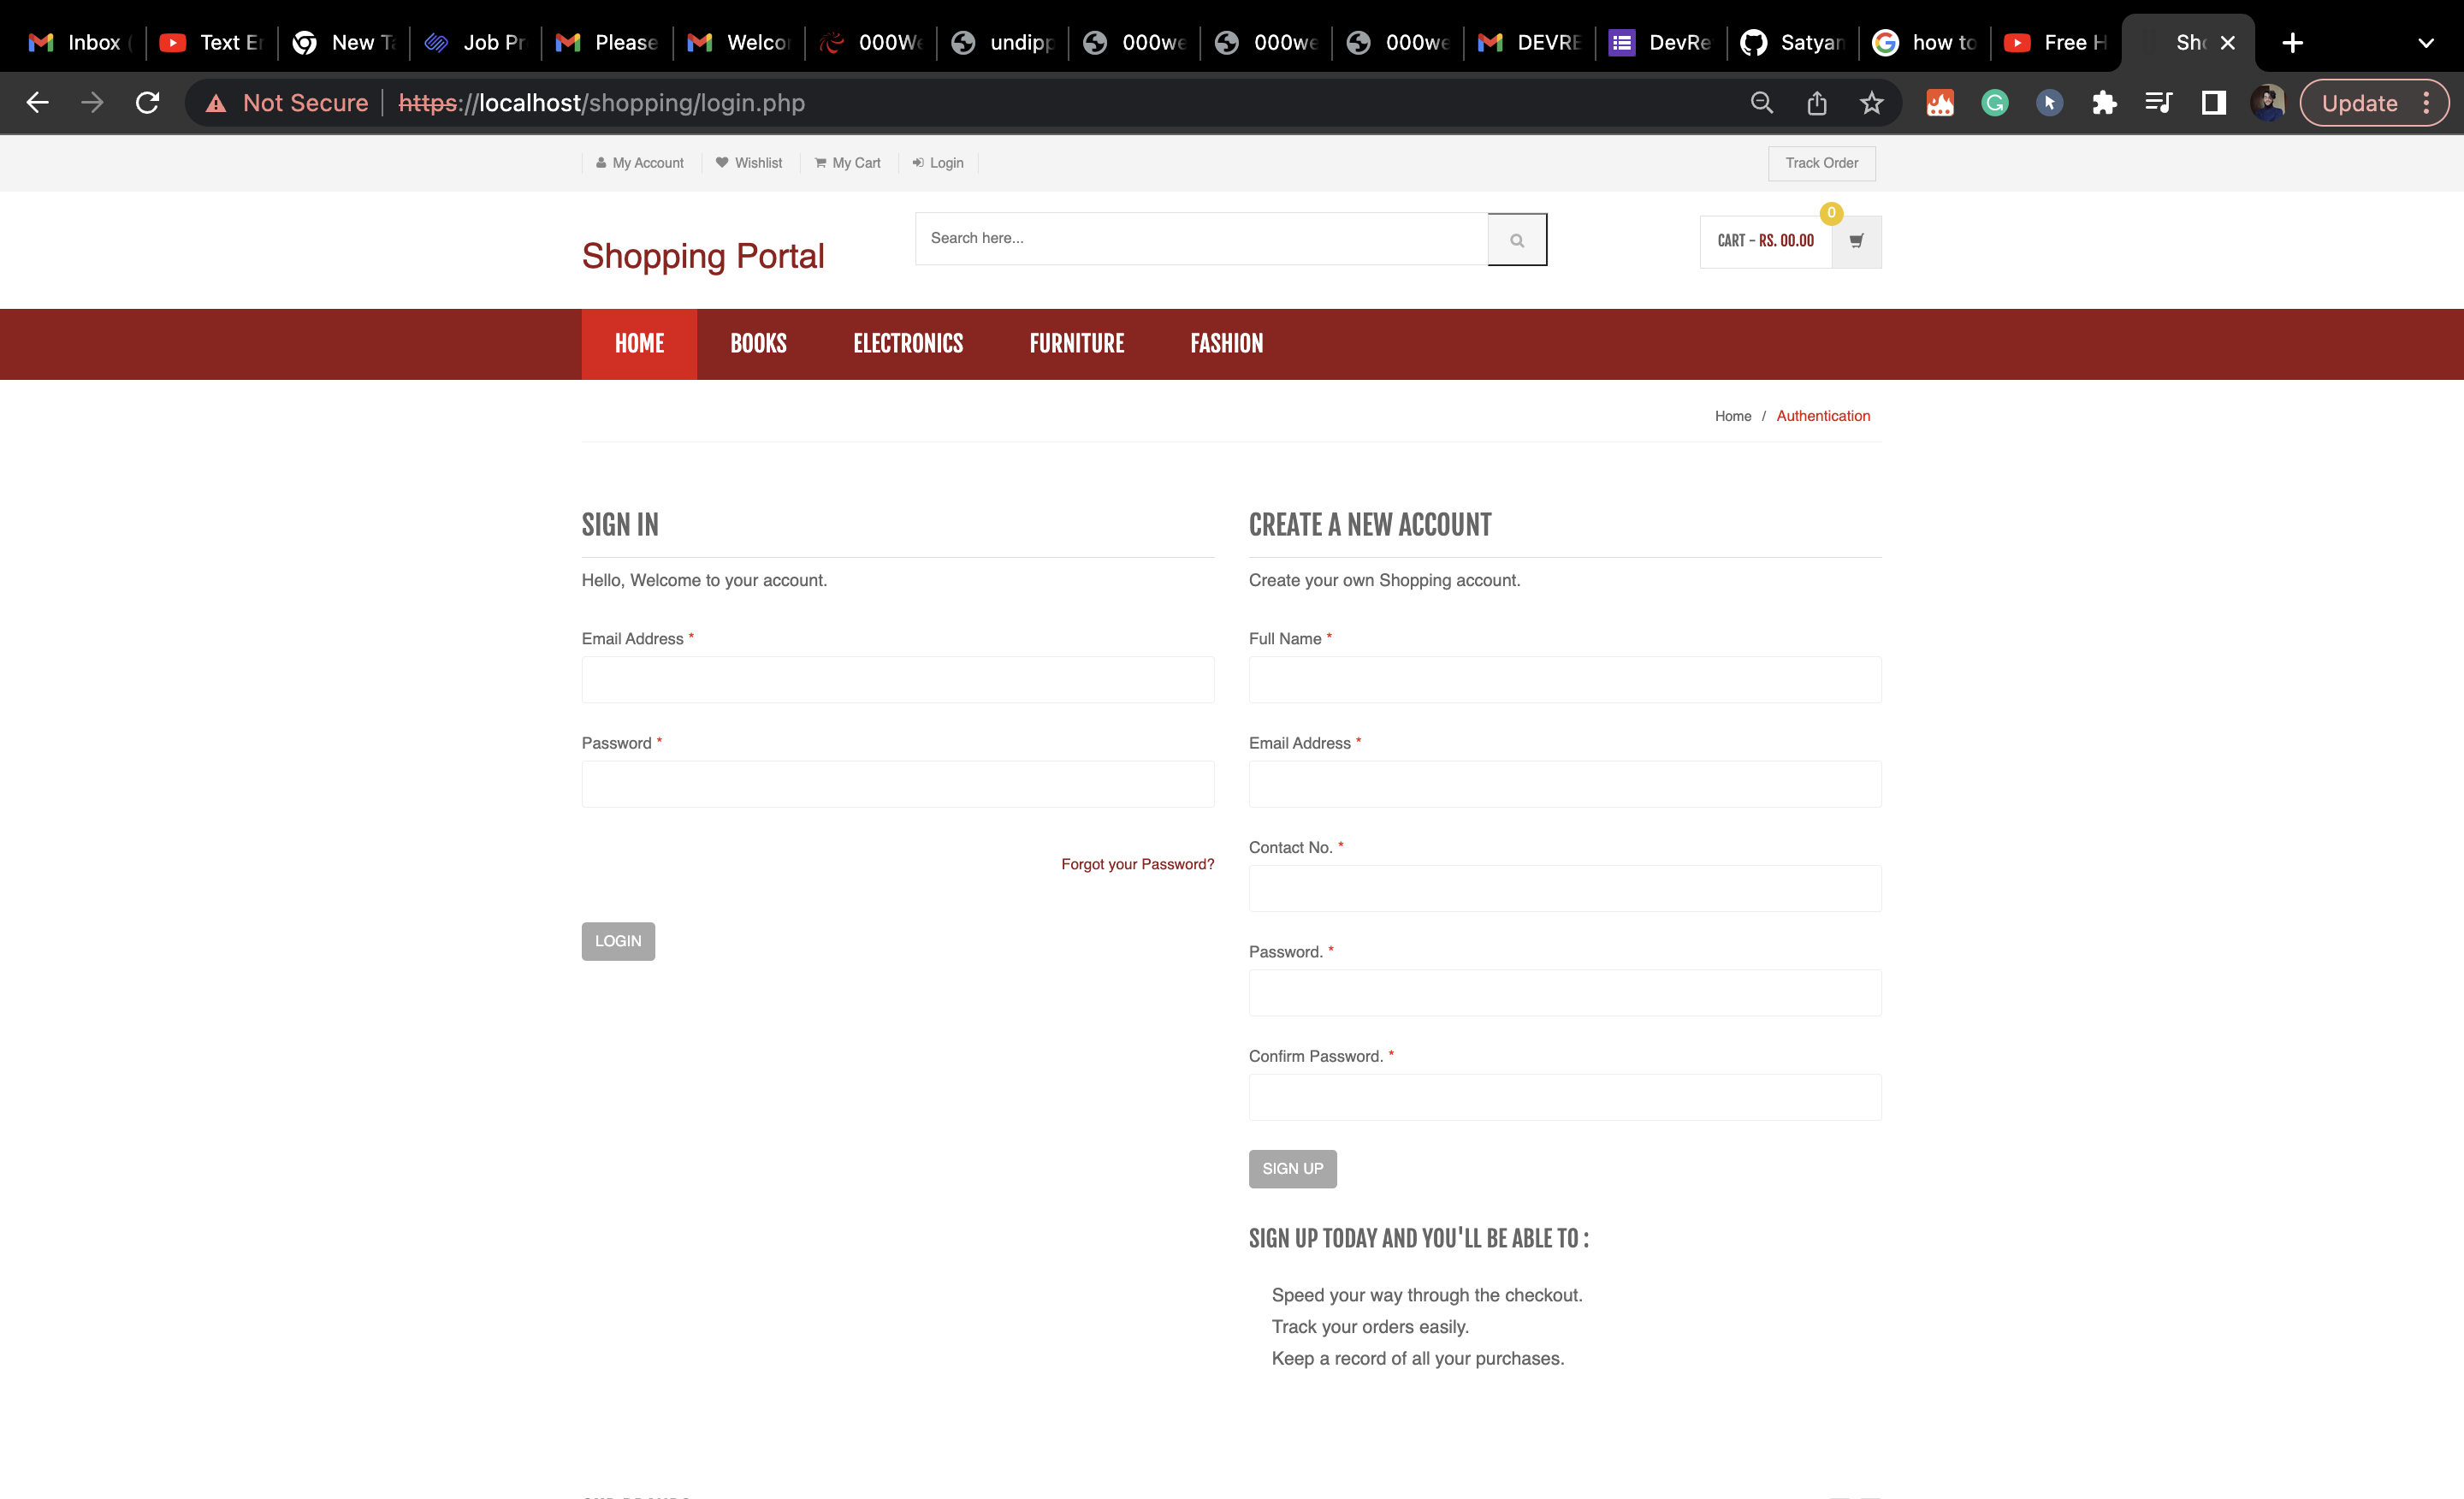 Inbox
Text E
New Ta
Job Pr
Please
Welco
000We
undipp
000we
000we
000we
DEVRE
DevRe
Satyan
how to
Free H
Sho
Not Secure
https://localhost/shopping/login.php
Update
My Account
Wishlist
My Cart
Login
Track Order
Shopping Portal
Search here...
0
CART - RS. 00.00
HOME
BOOKS
ELECTRONICS
FURNITURE
FASHION
Home / Authentication
SIGN IN
Hello, Welcome to your account.
Email Address *
Password *
Forgot your Password?
LOGIN
CREATE A NEW ACCOUNT
Create your own Shopping account.
Full Name *
Email Address *
Contact No. *
Password. *
Confirm Password. *
SIGN UP
SIGN UP TODAY AND YOU'LL BE ABLE TO :
Speed your way through the checkout.
Track your orders easily.
Keep a record of all your purchases.